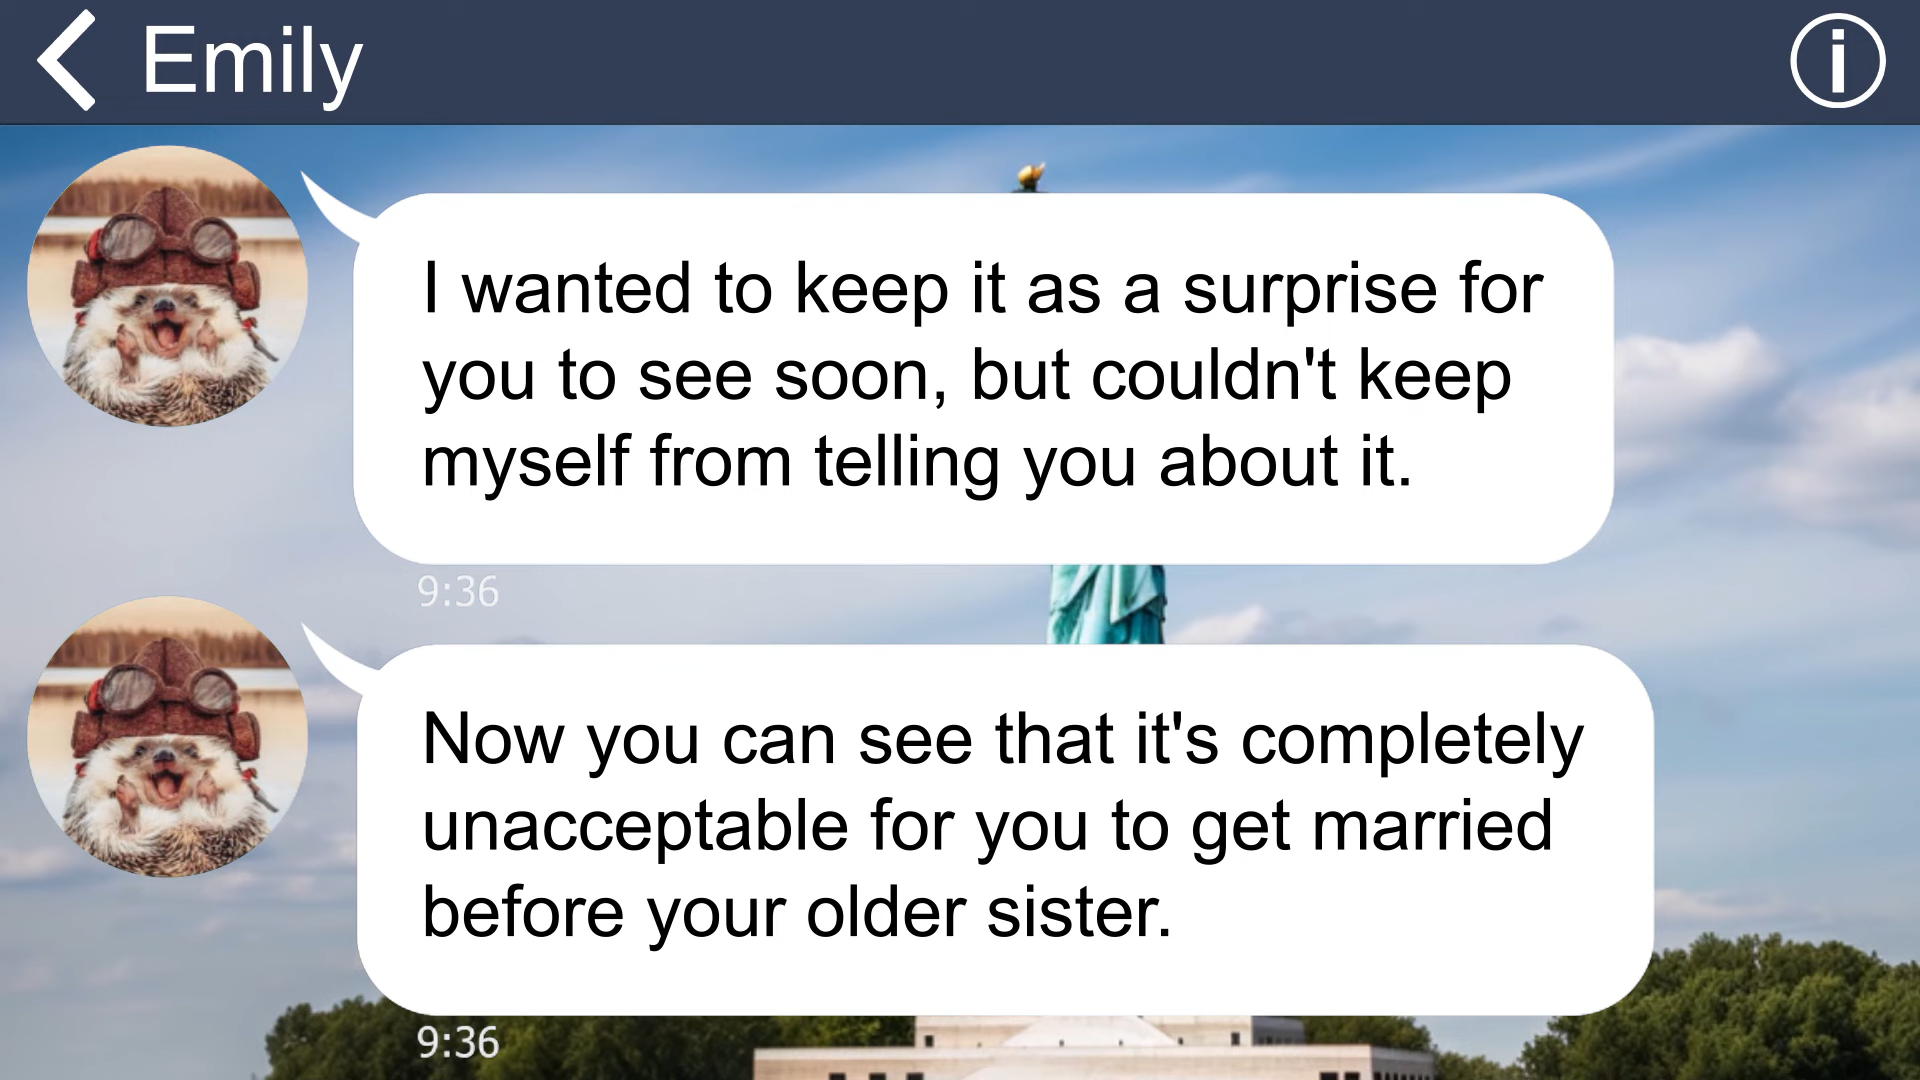 Emily
I wanted to keep it as a surprise for
you to see soon, but couldn't keep
myself from telling you about it.
9:36
Now you can see that it's completely
unacceptable for you to get married
before your older sister.
9:36